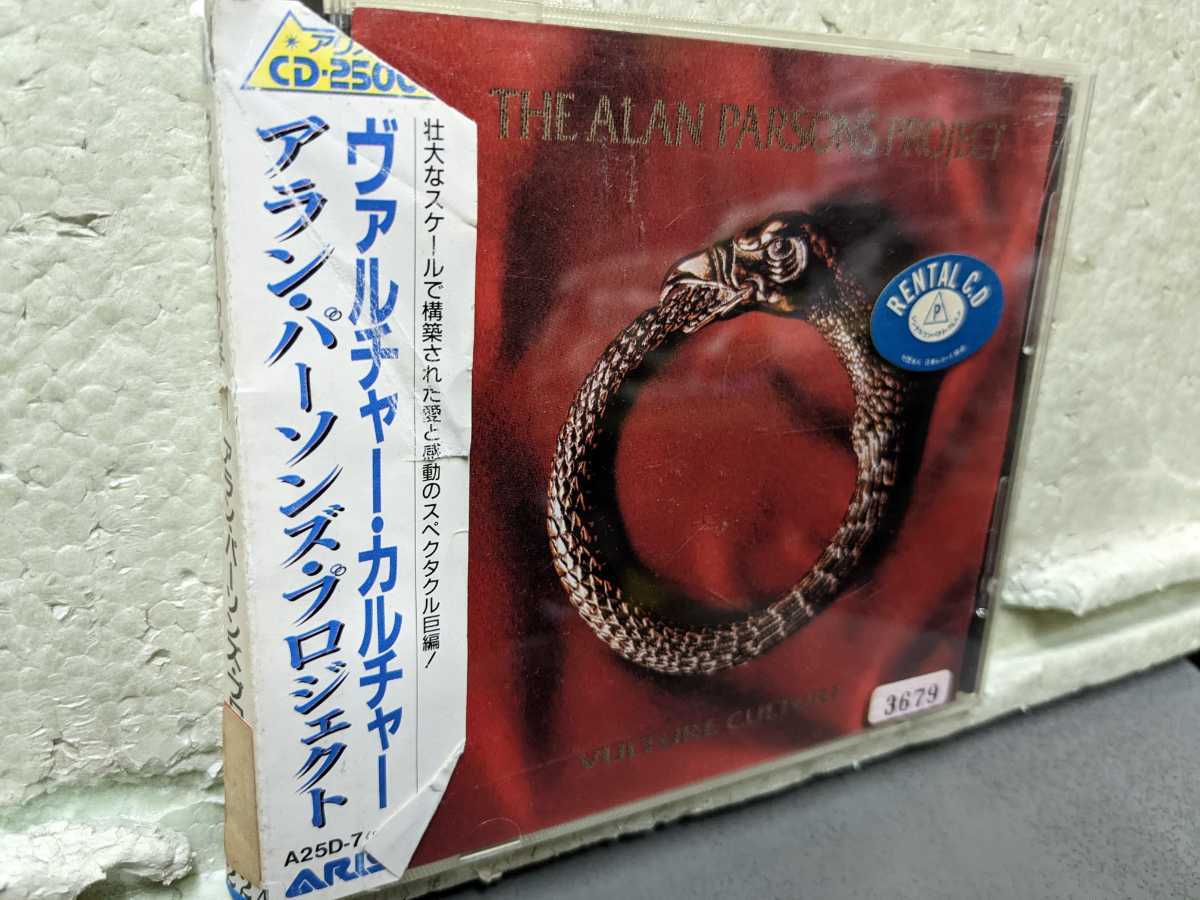 CD-250
ヴァルチャー・カルチャー
アラン・パーソンズ・プロジェクト
壮大なスケールで構築された愛と感動のスペクタクル巨編!
A25D-7
ARIS
THE ALAN PARSONS PROJECT
RENTAL C.D
P
VULTURE CULTURE
3679